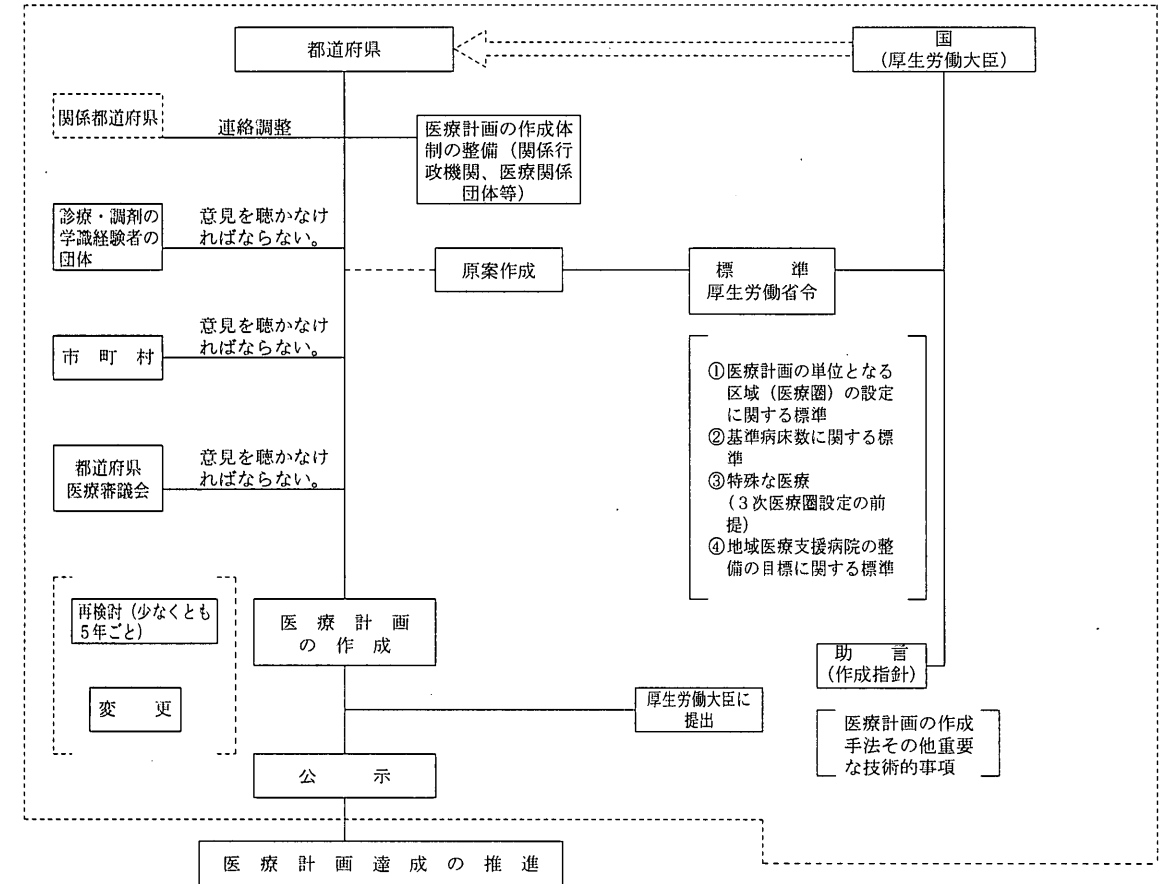 都道府県
国
（厚生労働大臣）
関係都道府県
連絡調整
医療計画の作成体
制の整備（関係行
政機関、医療関係
団体等）
診療・調剤の
学識経験者の
団体
意見を聴かなけ
ればならない。
原案作成
標　準
厚生労働省令
市町村
意見を聴かなけ
ればならない。
①医療計画の単位となる
区域（医療圏）の設定
に関する標準
②基準病床数に関する標
準
③特殊な医療
（３次医療圏設定の前
提）
④地域医療支援病院の整
備の目標に関する標準
都道府県
医療審議会
意見を聴かなけ
ればならない。
再検討（少なくとも
５年ごと）
変　更
医療計画
の作成
助　言
（作成指針）
厚生労働大臣に
提出
医療計画の作成
手法その他重要
な技術的事項
公　示
医療計画達成の推進